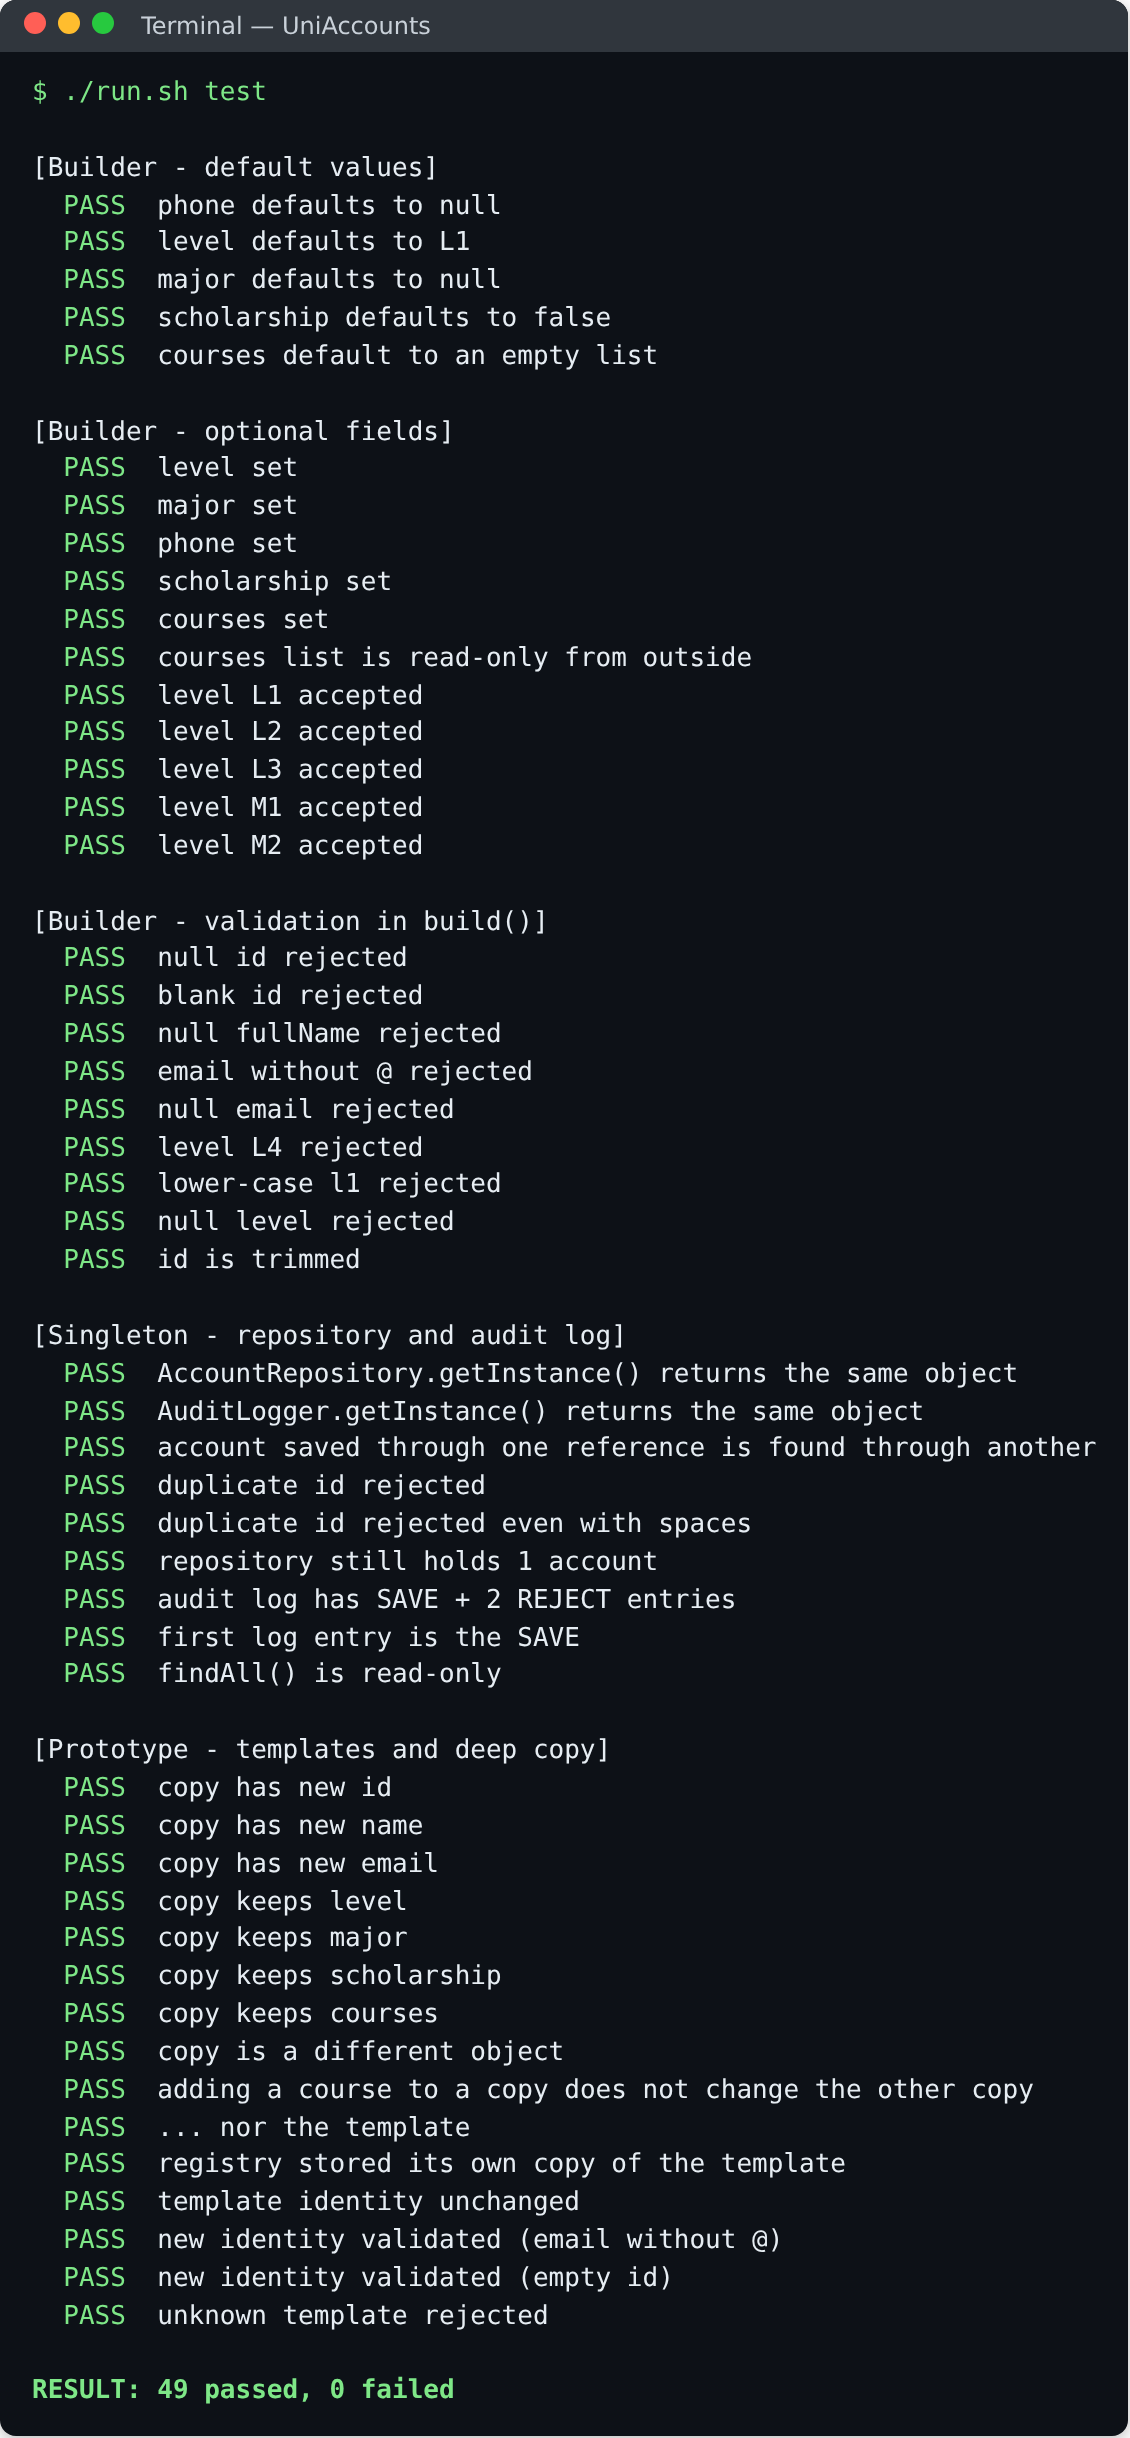 Terminal — UniAccounts
$ ./run.sh test
[Builder - default values]
PASS  phone defaults to null
PASS  level defaults to L1
PASS  major defaults to null
PASS  scholarship defaults to false
PASS  courses default to an empty list
[Builder - optional fields]
PASS  level set
PASS  major set
PASS  phone set
PASS  scholarship set
PASS  courses set
PASS  courses list is read-only from outside
PASS  level L1 accepted
PASS  level L2 accepted
PASS  level L3 accepted
PASS  level M1 accepted
PASS  level M2 accepted
[Builder - validation in build()]
PASS  null id rejected
PASS  blank id rejected
PASS  null fullName rejected
PASS  email without @ rejected
PASS  null email rejected
PASS  level L4 rejected
PASS  lower-case l1 rejected
PASS  null level rejected
PASS  id is trimmed
[Singleton - repository and audit log]
PASS  AccountRepository.getInstance() returns the same object
PASS  AuditLogger.getInstance() returns the same object
PASS  account saved through one reference is found through another
PASS  duplicate id rejected
PASS  duplicate id rejected even with spaces
PASS  repository still holds 1 account
PASS  audit log has SAVE + 2 REJECT entries
PASS  first log entry is the SAVE
PASS  findAll() is read-only
[Prototype - templates and deep copy]
PASS  copy has new id
PASS  copy has new name
PASS  copy has new email
PASS  copy keeps level
PASS  copy keeps major
PASS  copy keeps scholarship
PASS  copy keeps courses
PASS  copy is a different object
PASS  adding a course to a copy does not change the other copy
PASS  ... nor the template
PASS  registry stored its own copy of the template
PASS  template identity unchanged
PASS  new identity validated (email without @)
PASS  new identity validated (empty id)
PASS  unknown template rejected
RESULT: 49 passed, 0 failed